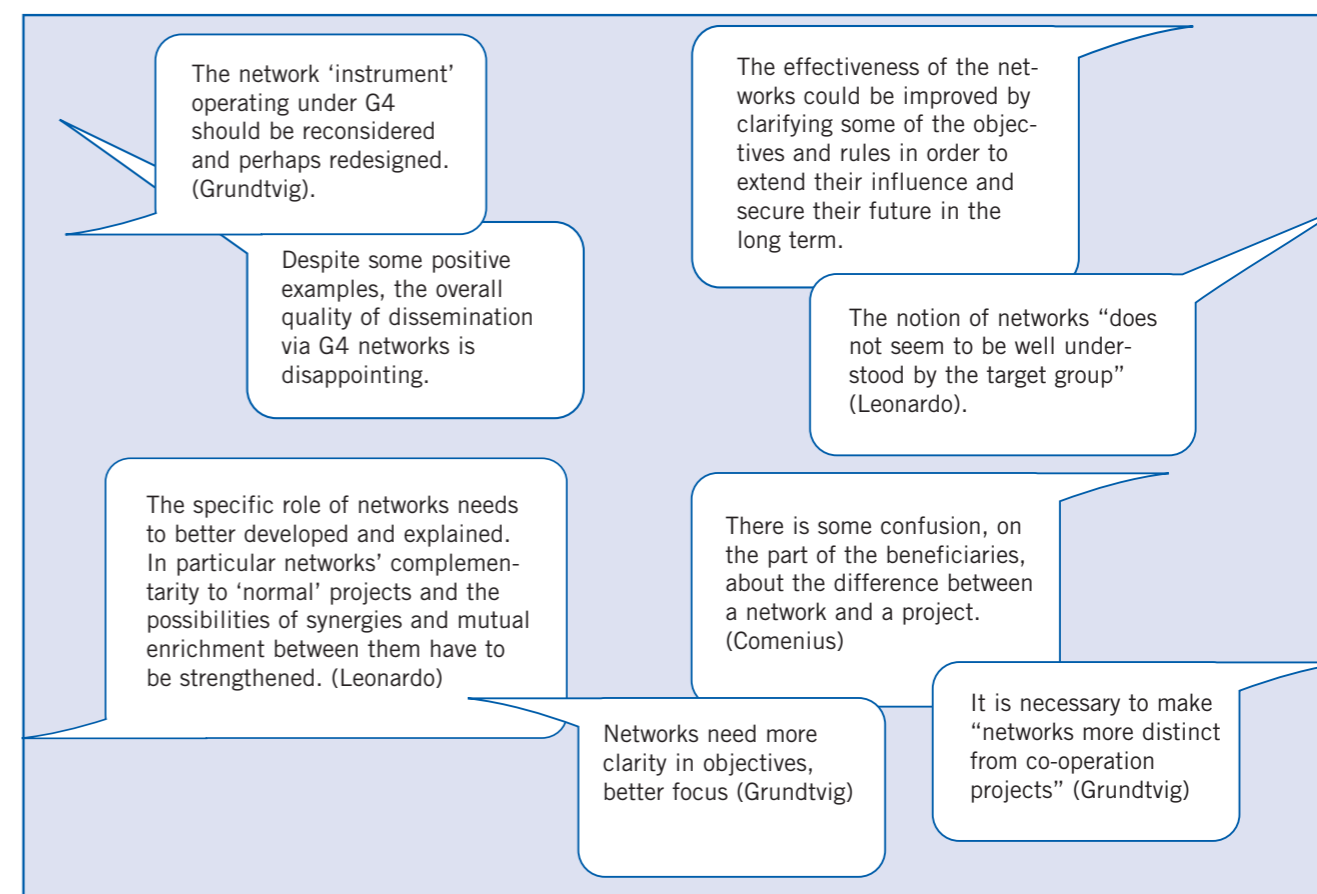 The network ‘instrument’
operating under G4
should be reconsidered
and perhaps redesigned.
(Grundtvig).
Despite some positive
examples, the overall
quality of dissemination
via G4 networks is
disappointing.
The effectiveness of the net-
works could be improved by
clarifying some of the objec-
tives and rules in order to
extend their influence and
secure their future in the
long term.
The notion of networks “does
not seem to be well under-
stood by the target group”
(Leonardo).
The specific role of networks needs
to better developed and explained.
In particular networks’ complemen-
tarity to ‘normal’ projects and the
possibilities of synergies and mutual
enrichment between them have to
be strengthened. (Leonardo)
There is some confusion, on
the part of the beneficiaries,
about the difference between
a network and a project.
(Comenius)
Networks need more
clarity in objectives,
better focus (Grundtvig)
It is necessary to make
“networks more distinct
from co-operation
projects” (Grundtvig)